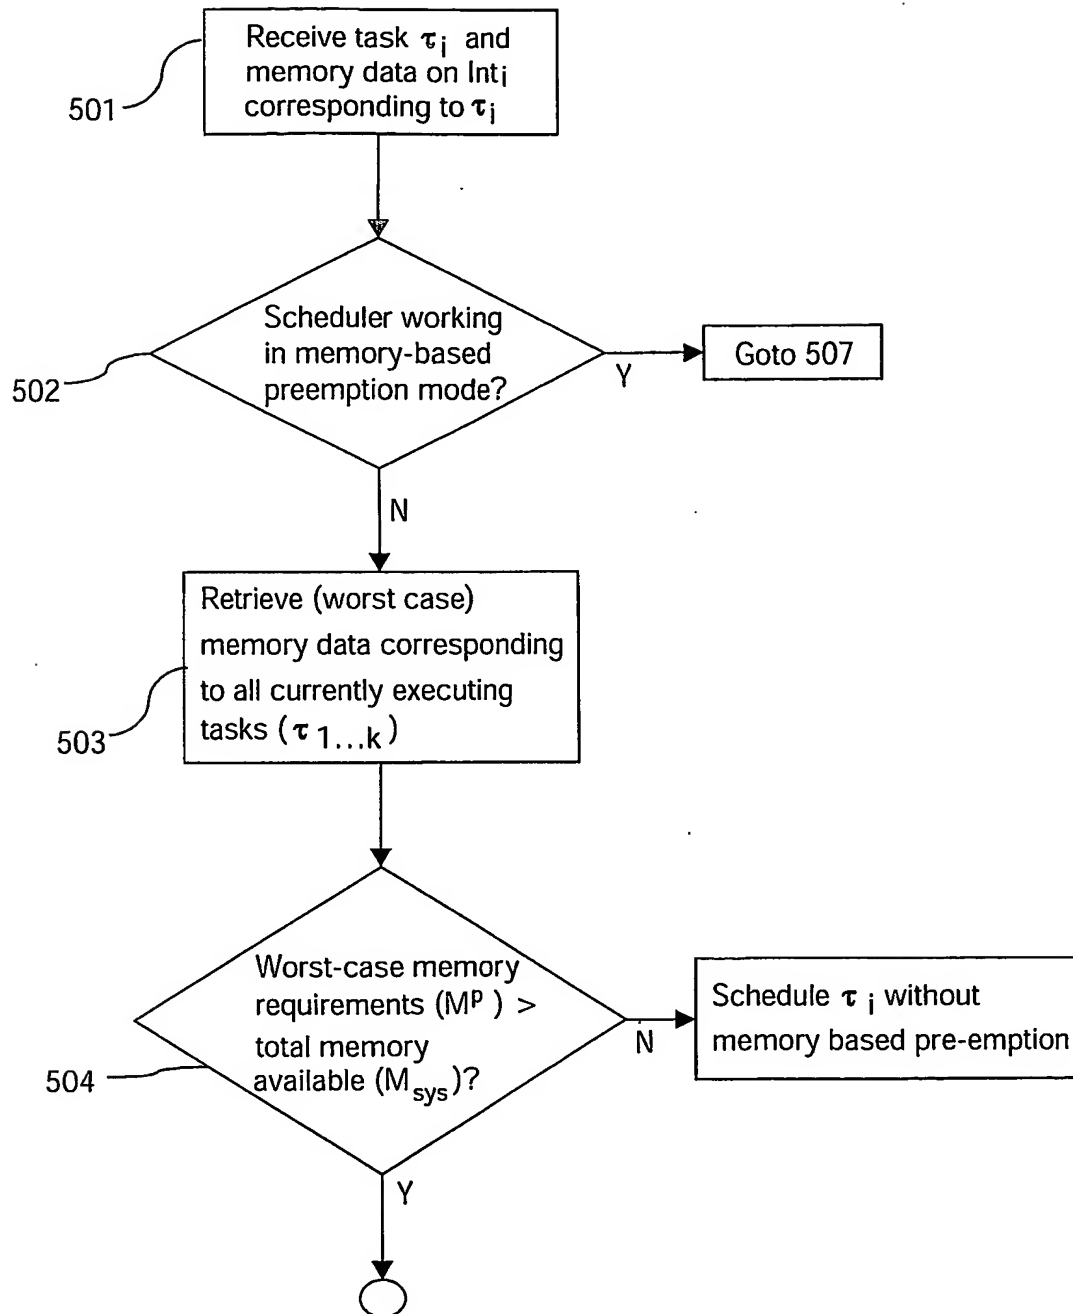 Receive task τi and
memory data on Inti
corresponding to τi
501
Scheduler working
in memory-based
preemption mode?
502
Y
Goto 507
N
Retrieve (worst case)
memory data corresponding
to all currently executing
tasks (τ1...k)
503
Worst-case memory
requirements (Mp) >
total memory
available (Msys)?
504
N
Schedule τi without
memory based pre-emption
Y